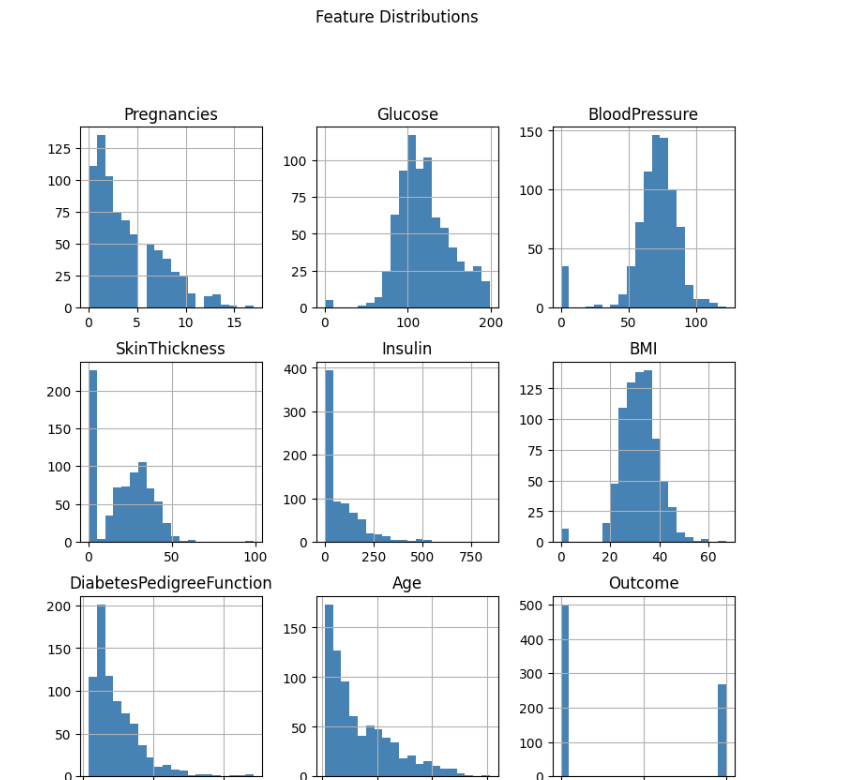 Feature Distributions
Pregnancies
125
100
75
50
25
0
0 5 10 15
Glucose
100
75
50
25
0
0 100 200
BloodPressure
150
100
50
0
0 50 100
SkinThickness
200
150
100
50
0
0 50 100
Insulin
400
300
200
100
0
0 250 500 750
BMI
125
100
75
50
25
0
0 20 40 60
DiabetesPedigreeFunction
200
150
100
50
0
Age
150
100
50
0
Outcome
500
400
300
200
100
0